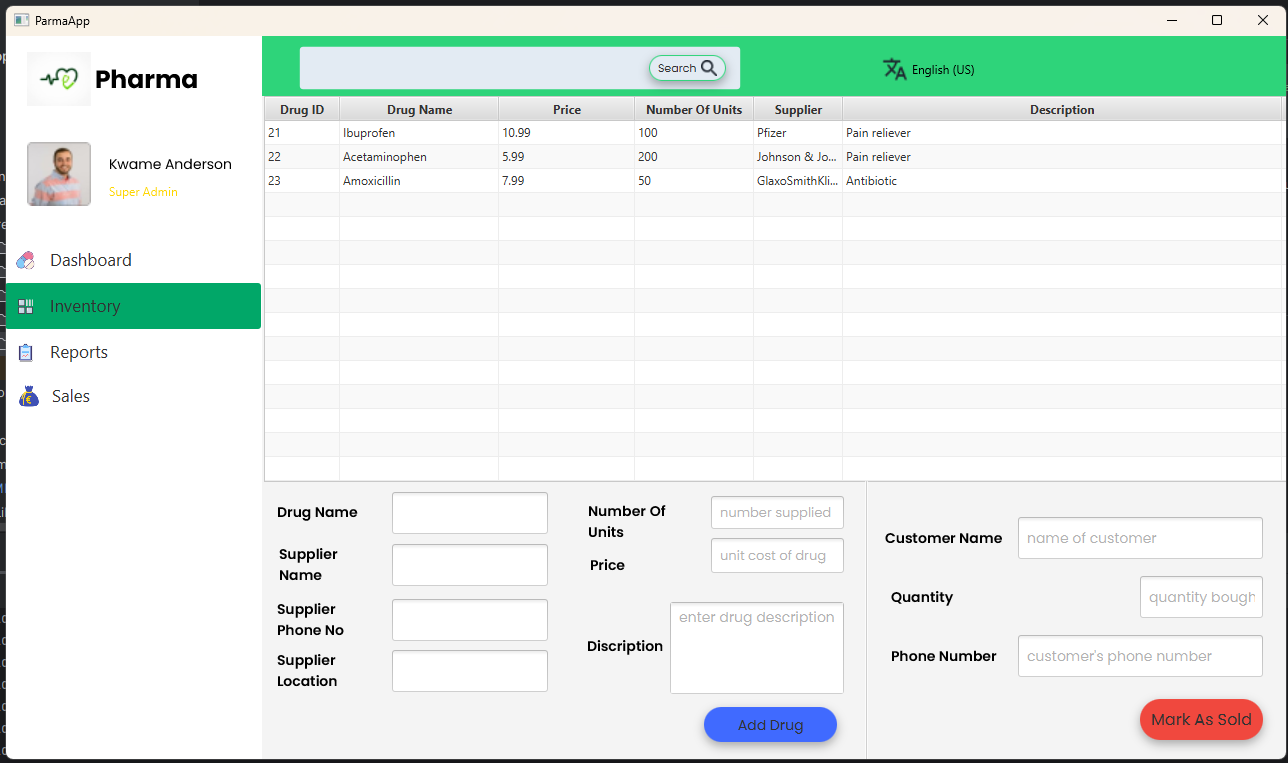 ParmaApp
Pharma
Search
English (US)
Kwame Anderson
Super Admin
Dashboard
Inventory
Reports
Sales
Drug ID Drug Name Price Number Of Units Supplier Description
21 Ibuprofen 10.99 100 Pfizer Pain reliever
22 Acetaminophen 5.99 200 Johnson & Jo... Pain reliever
23 Amoxicillin 7.99 50 GlaxoSmithKli... Antibiotic
Drug Name
Supplier
Name
Supplier
Phone No
Supplier
Location
Number Of
Units
number supplied
Price
unit cost of drug
Discription
enter drug description
Add Drug
Customer Name
name of customer
Quantity
quantity bough
Phone Number
customer's phone number
Mark As Sold